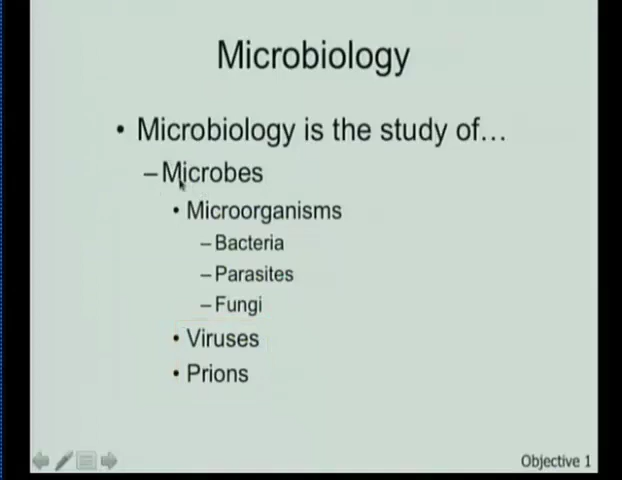 Microbiology
• Microbiology is the study of…
– Microbes
• Microorganisms
– Bacteria
– Parasites
– Fungi
• Viruses
• Prions
Objective 1